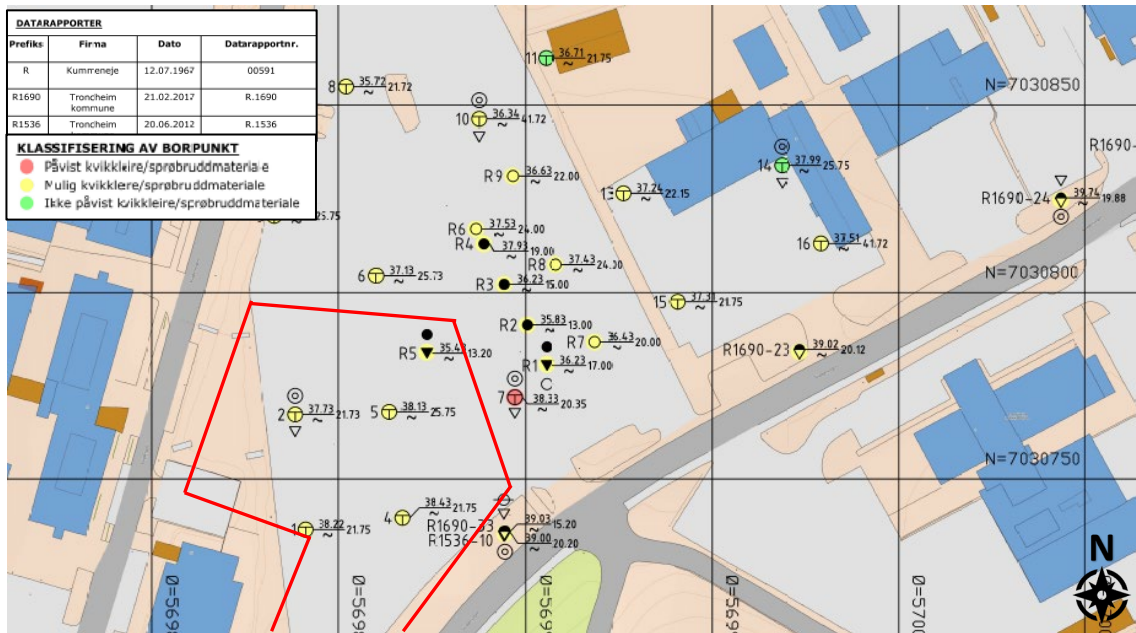 DATARAPPORTER
Prefiks Firma Dato Datarapportnr.
R Kummeneje 12.07.1967 00591
R1690 Trondheim kommune 21.02.2017 R.1690
R1536 Trondheim 20.06.2012 R.1536
KLASSIFISERING AV BORPUNKT
Påvist kvikkleire/sprøbruddmateriale
Mulig kvikklere/sprøbruddmateriale
Ikke påvist kvikkleire/sprøbruddmateriale
11 36.71 ~ 21.75
8 35.72 ~ 21.72
N=7030850
10 36.34 ~ 41.72
R1690-
14 37.99 ~ 25.75
R9 36.63 ~ 22.00
13 37.24 ~ 22.15
R1690-24 39.74 ~ 19.88
25.75
R6 37.53 ~ 24.00
R4 37.93 ~ 19.00
16 37.51 ~ 41.72
R8 37.43 ~ 24.00
6 37.13 ~ 25.73
N=7030800
R3 36.23 ~ 15.00
15 37.31 ~ 21.75
R2 35.83 ~ 13.00
R7 36.43 ~ 20.00
R5 35.4 ~ 13.20
R1690-23 39.02 ~ 20.12
R1 36.23 ~ 17.00
7 38.33 ~ 20.35
2 37.73 ~ 21.73
5 38.13 ~ 25.75
N=7030750
4 38.43 ~ 21.75
1 38.22 ~ 21.75
R1690-33 39.03 ~ 15.20
R1536-10 39.00 ~ 20.20
N
Ø=5698
Ø=5698
Ø=5699
Ø=5699
Ø=570